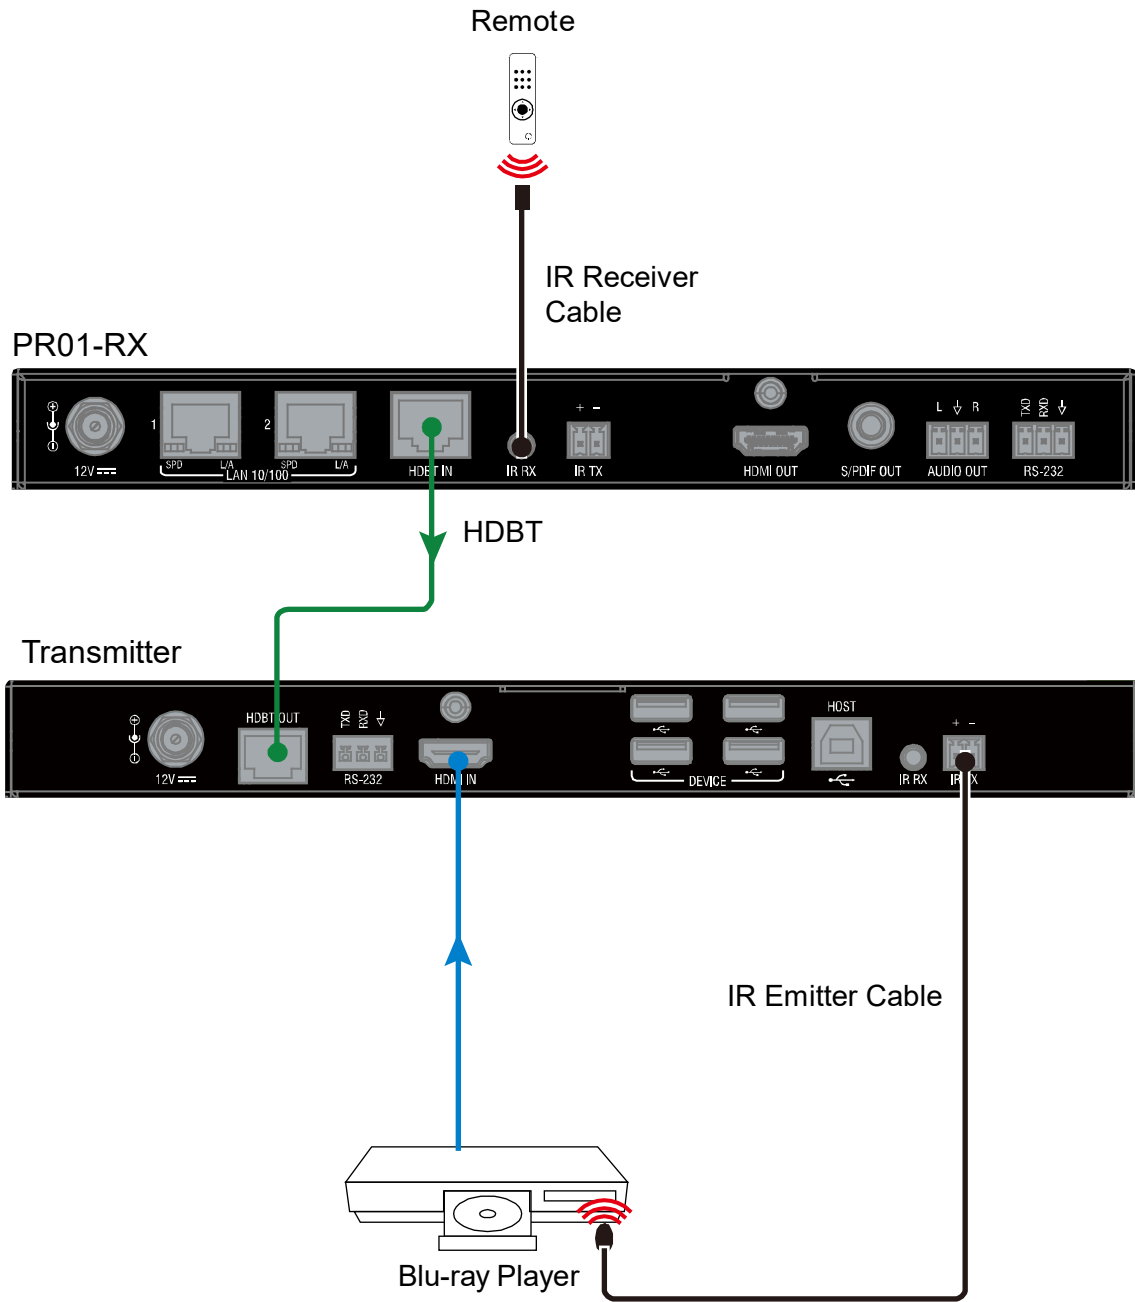 Remote
IR Receiver
Cable
PR01-RX
1
2
+ −
L R
TXD
RXD
SPD L/A
SPD L/A
12V
LAN 10/100
HDBT IN
IR RX
IR TX
HDMI OUT
S/PDIF OUT
AUDIO OUT
RS-232
HDBT
Transmitter
HDBT OUT
TXD
RXD
HOST
+ −
12V
RS-232
HDMI IN
DEVICE
IR RX
IR TX
IR Emitter Cable
Blu-ray Player